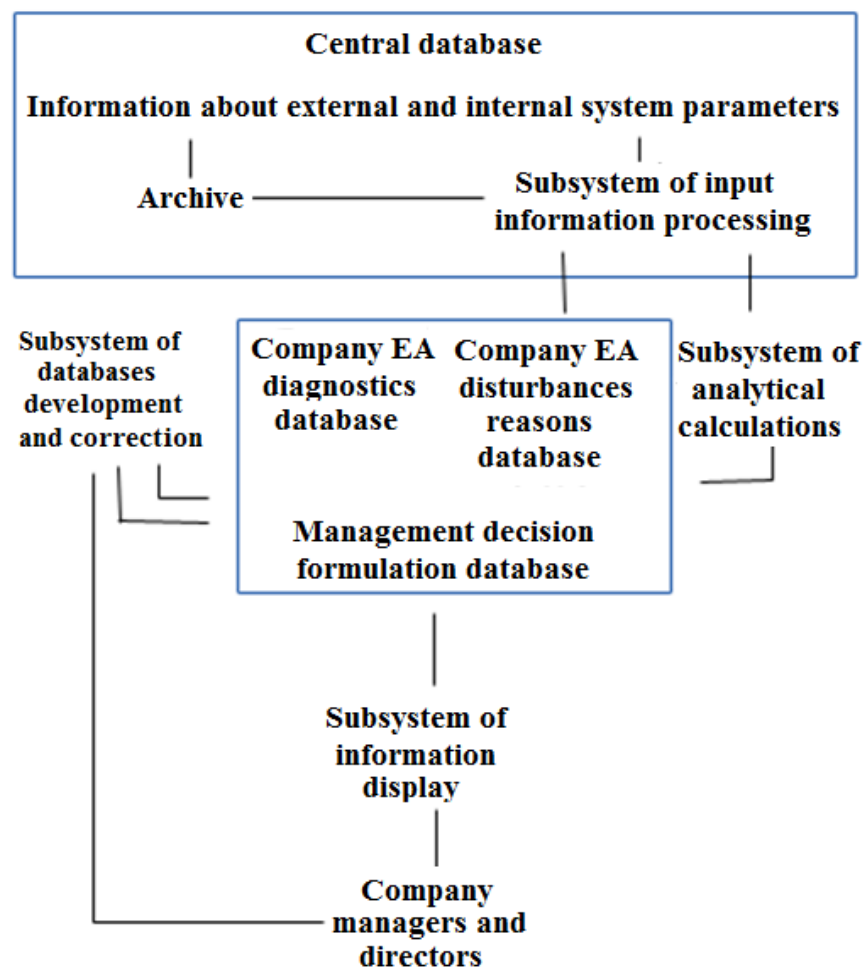 Central database
Information about external and internal system parameters
Archive
Subsystem of input
information processing
Subsystem of
databases
development
and correction
Company EA
diagnostics
database
Company EA
disturbances
reasons
database
Subsystem of
analytical
calculations
Management decision
formulation database
Subsystem of
information
display
Company
managers and
directors